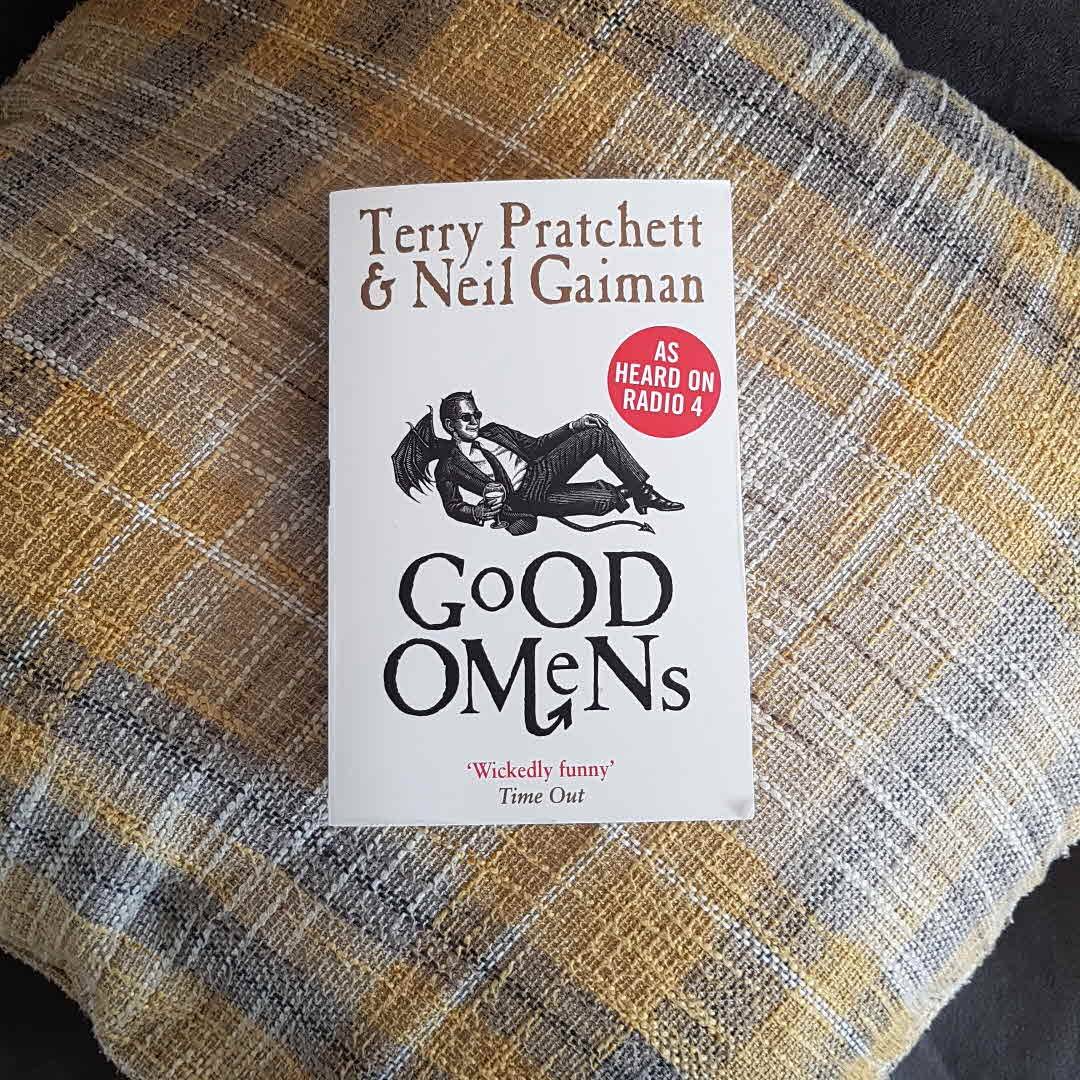 Terry Pratchett
& Neil Gaiman
AS
HEARD ON
RADIO 4
GOOD
OMENS
‘Wickedly funny’
Time Out